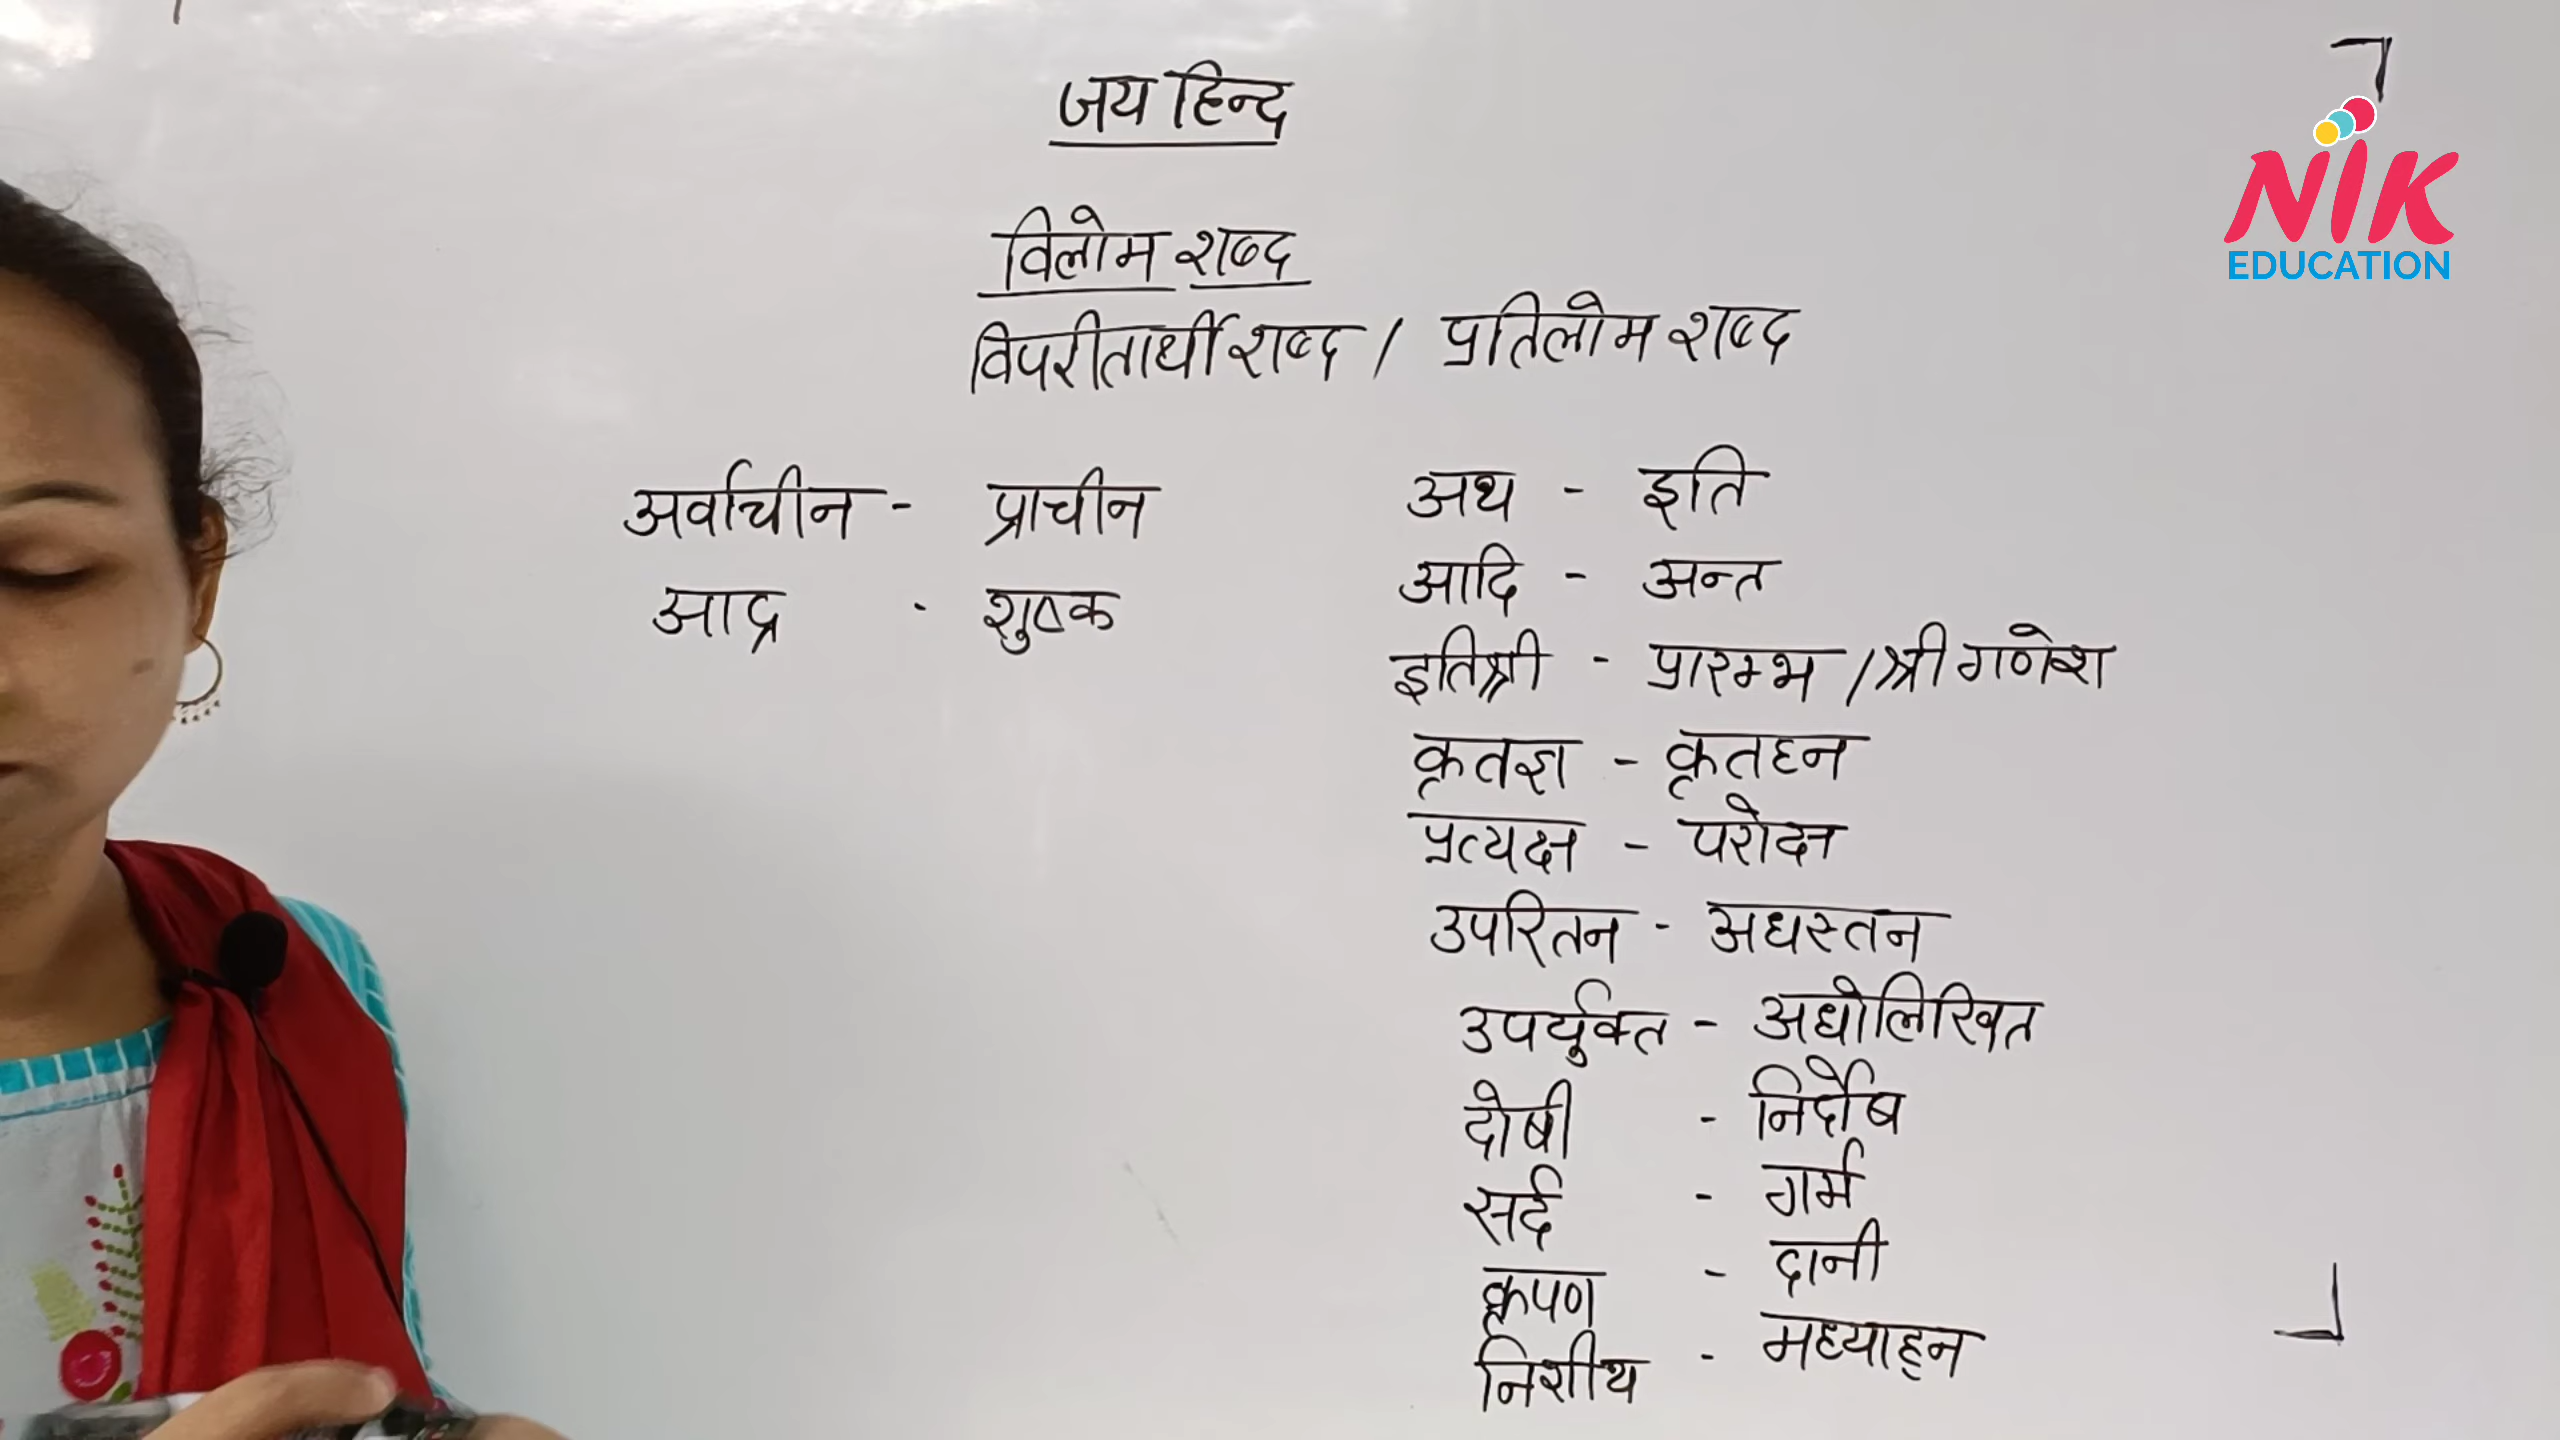 जय हिन्द
NIK
EDUCATION
विलोम शब्द
विपरीतार्थी शब्द / प्रतिलोम शब्द
अर्वाचीन - प्राचीन
आद्र - शुष्क
अथ - इति
आदि - अन्त
इतिश्री - प्रारम्भ / श्री गणेश
कृतज्ञ - कृतघ्न
प्रत्यक्ष - परोक्ष
उपरितन - अधस्तन
उपर्युक्त - अधोलिखित
दोषी - निर्दोष
सर्द - गर्म
कृपण - दानी
निशीथ - मध्याह्न